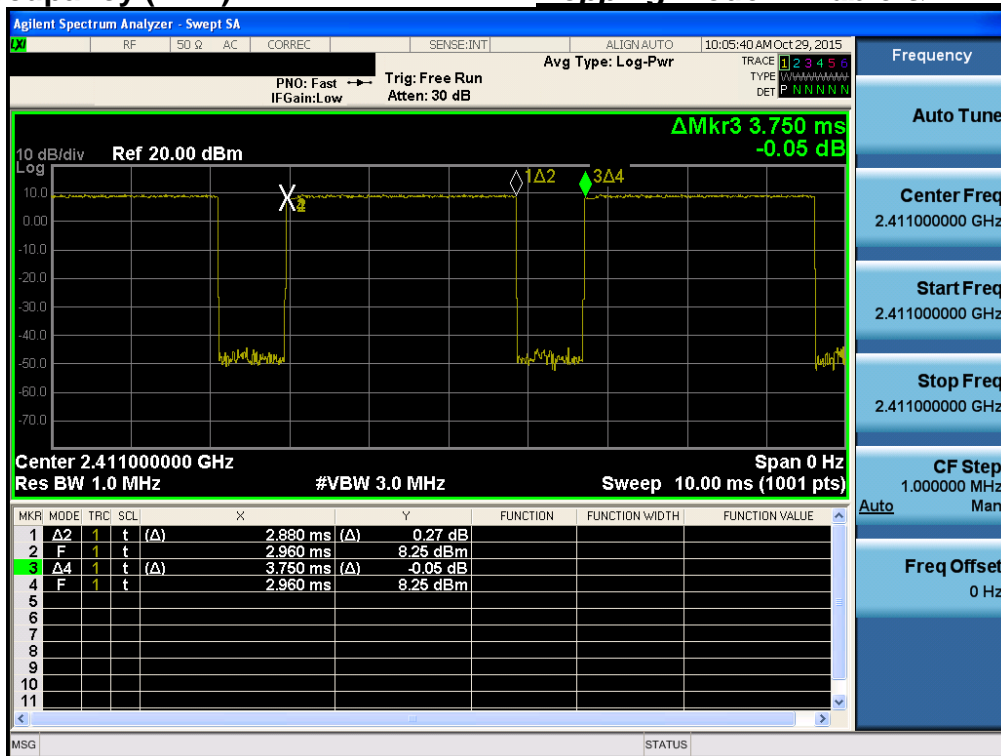 Agilent Spectrum Analyzer - Swept SA
LXI RF 50 Ω AC CORREC SENSE:INT ALIGN AUTO 10:05:40 AM Oct 29, 2015
PNO: Fast
IFGain:Low
Trig: Free Run
Atten: 30 dB
Avg Type: Log-Pwr
TRACE 1 2 3 4 5 6
TYPE
DET P N N N N N
ΔMkr3 3.750 ms
-0.05 dB
10 dB/div Ref 20.00 dBm
Log
10.0
0.00
-10.0
-20.0
-30.0
-40.0
-50.0
-60.0
-70.0
1Δ2
3Δ4
Center 2.411000000 GHz Span 0 Hz
Res BW 1.0 MHz #VBW 3.0 MHz Sweep 10.00 ms (1001 pts)
MKR MODE TRC SCL X Y FUNCTION FUNCTION WIDTH FUNCTION VALUE
1 Δ2 1 t (Δ) 2.880 ms (Δ) 0.27 dB
2 F 1 t 2.960 ms 8.25 dBm
3 Δ4 1 t (Δ) 3.750 ms (Δ) -0.05 dB
4 F 1 t 2.960 ms 8.25 dBm
5
6
7
8
9
10
11
MSG STATUS
Frequency
Auto Tune
Center Freq
2.411000000 GHz
Start Freq
2.411000000 GHz
Stop Freq
2.411000000 GHz
CF Step
1.000000 MHz
Auto Man
Freq Offset
0 Hz